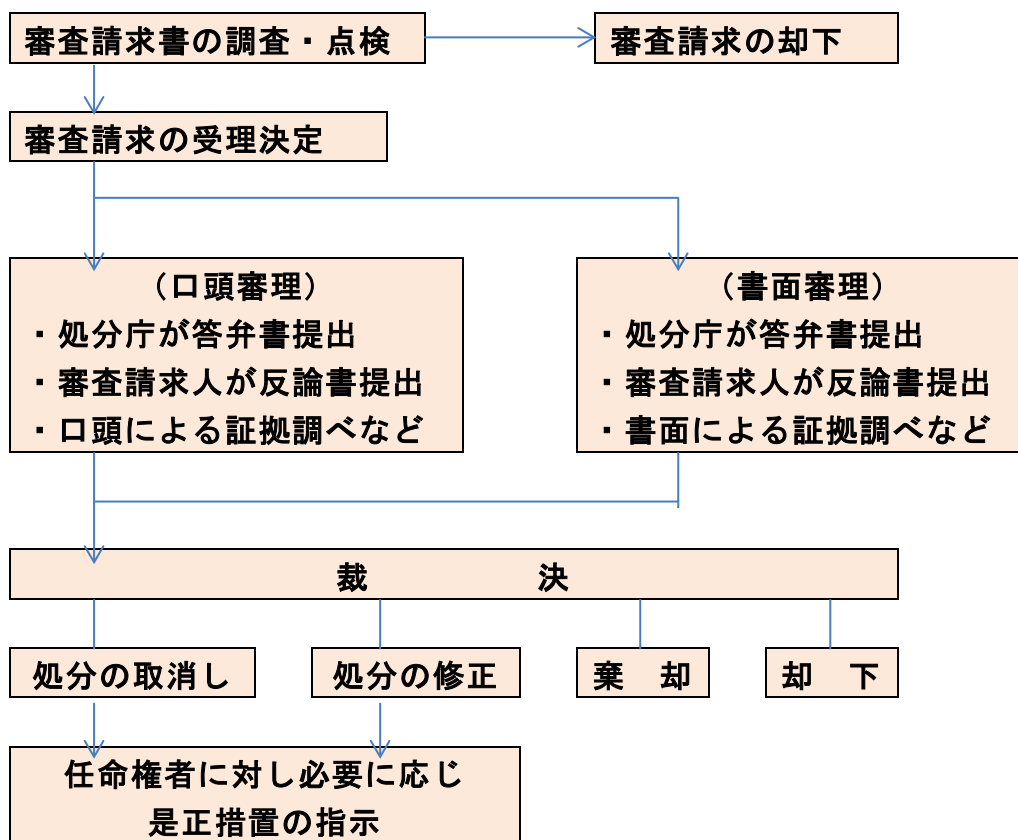 審査請求書の調査・点検
審査請求の却下
審査請求の受理決定
（口頭審理）
・処分庁が答弁書提出
・審査請求人が反論書提出
・口頭による証拠調べなど
（書面審理）
・処分庁が答弁書提出
・審査請求人が反論書提出
・書面による証拠調べなど
裁　　　　　決
処分の取消し
処分の修正
棄　却
却　下
任命権者に対し必要に応じ
是正措置の指示